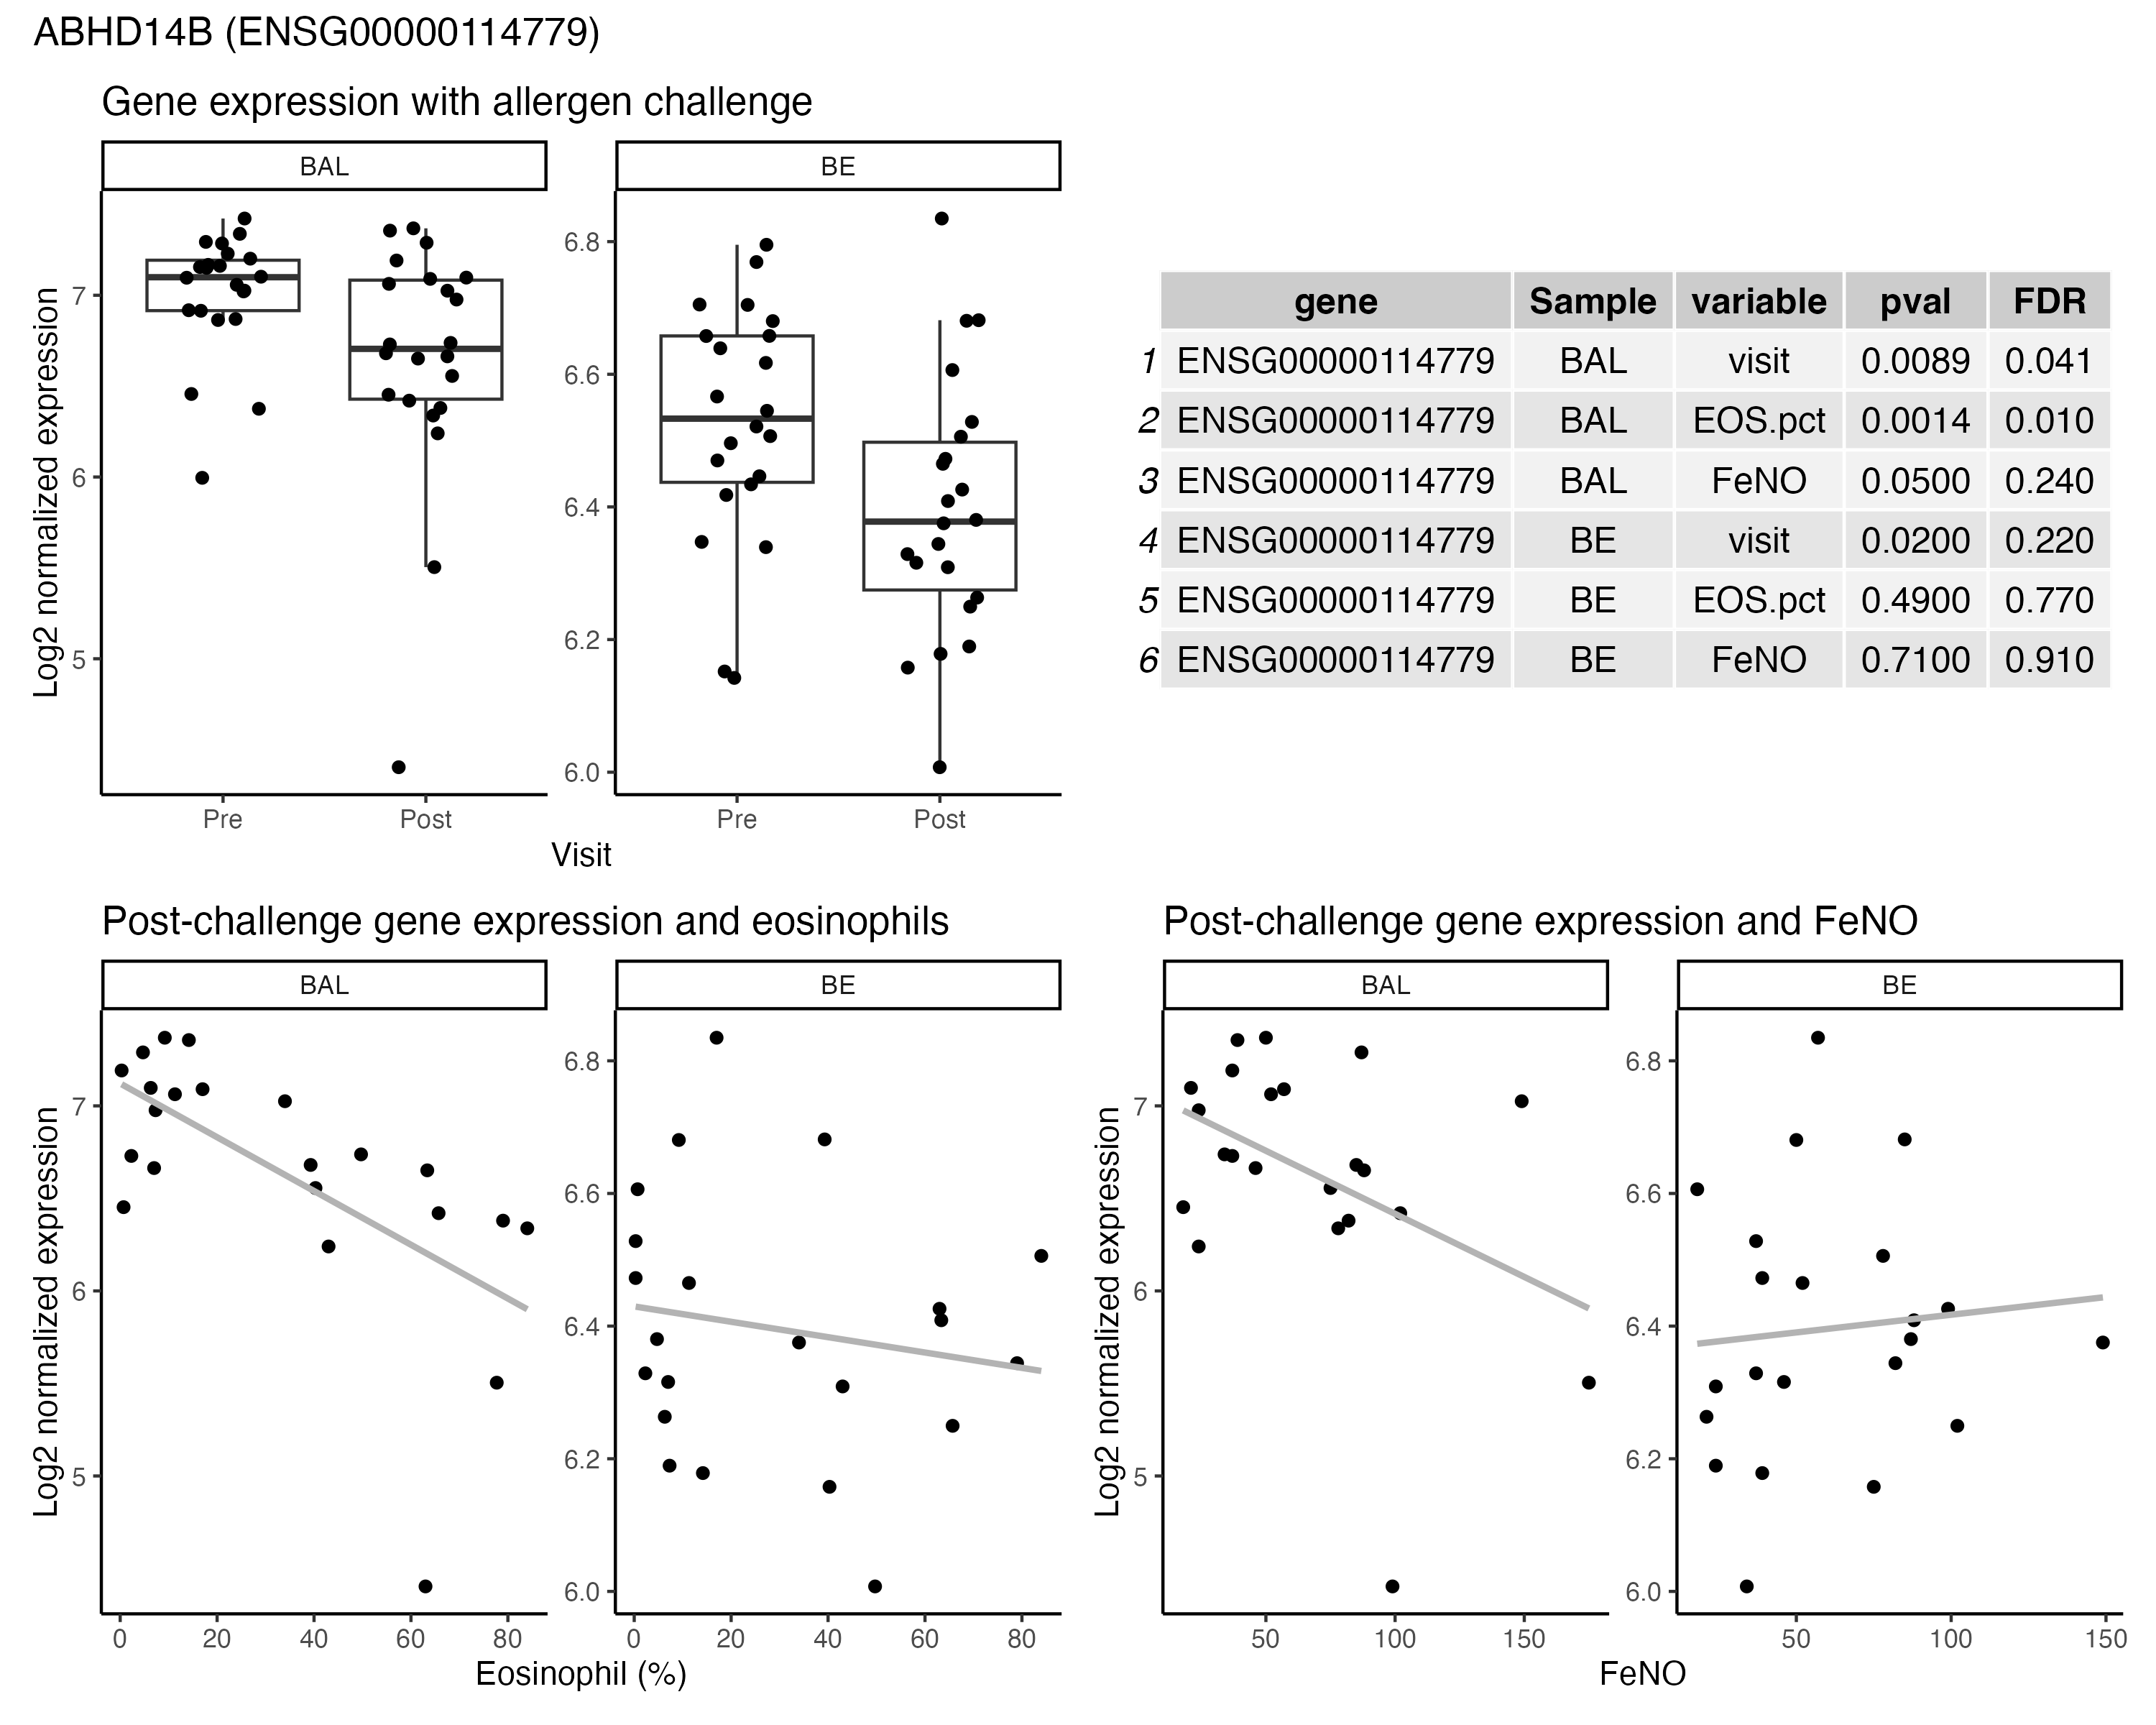 ABHD14B (ENSG00000114779)
Gene expression with allergen challenge
BAL BE
Log2 normalized expression
7
6
5
6.8
6.6
6.4
6.2
6.0
Pre Post Pre Post
Visit
gene Sample variable pval FDR
1 ENSG00000114779 BAL visit 0.0089 0.041
2 ENSG00000114779 BAL EOS.pct 0.0014 0.010
3 ENSG00000114779 BAL FeNO 0.0500 0.240
4 ENSG00000114779 BE visit 0.0200 0.220
5 ENSG00000114779 BE EOS.pct 0.4900 0.770
6 ENSG00000114779 BE FeNO 0.7100 0.910
Post-challenge gene expression and eosinophils
BAL BE
Log2 normalized expression
7
6
5
6.8
6.6
6.4
6.2
6.0
0 20 40 60 80 0 20 40 60 80
Eosinophil (%)
Post-challenge gene expression and FeNO
BAL BE
Log2 normalized expression
7
6
5
6.8
6.6
6.4
6.2
6.0
50 100 150 50 100 150
FeNO